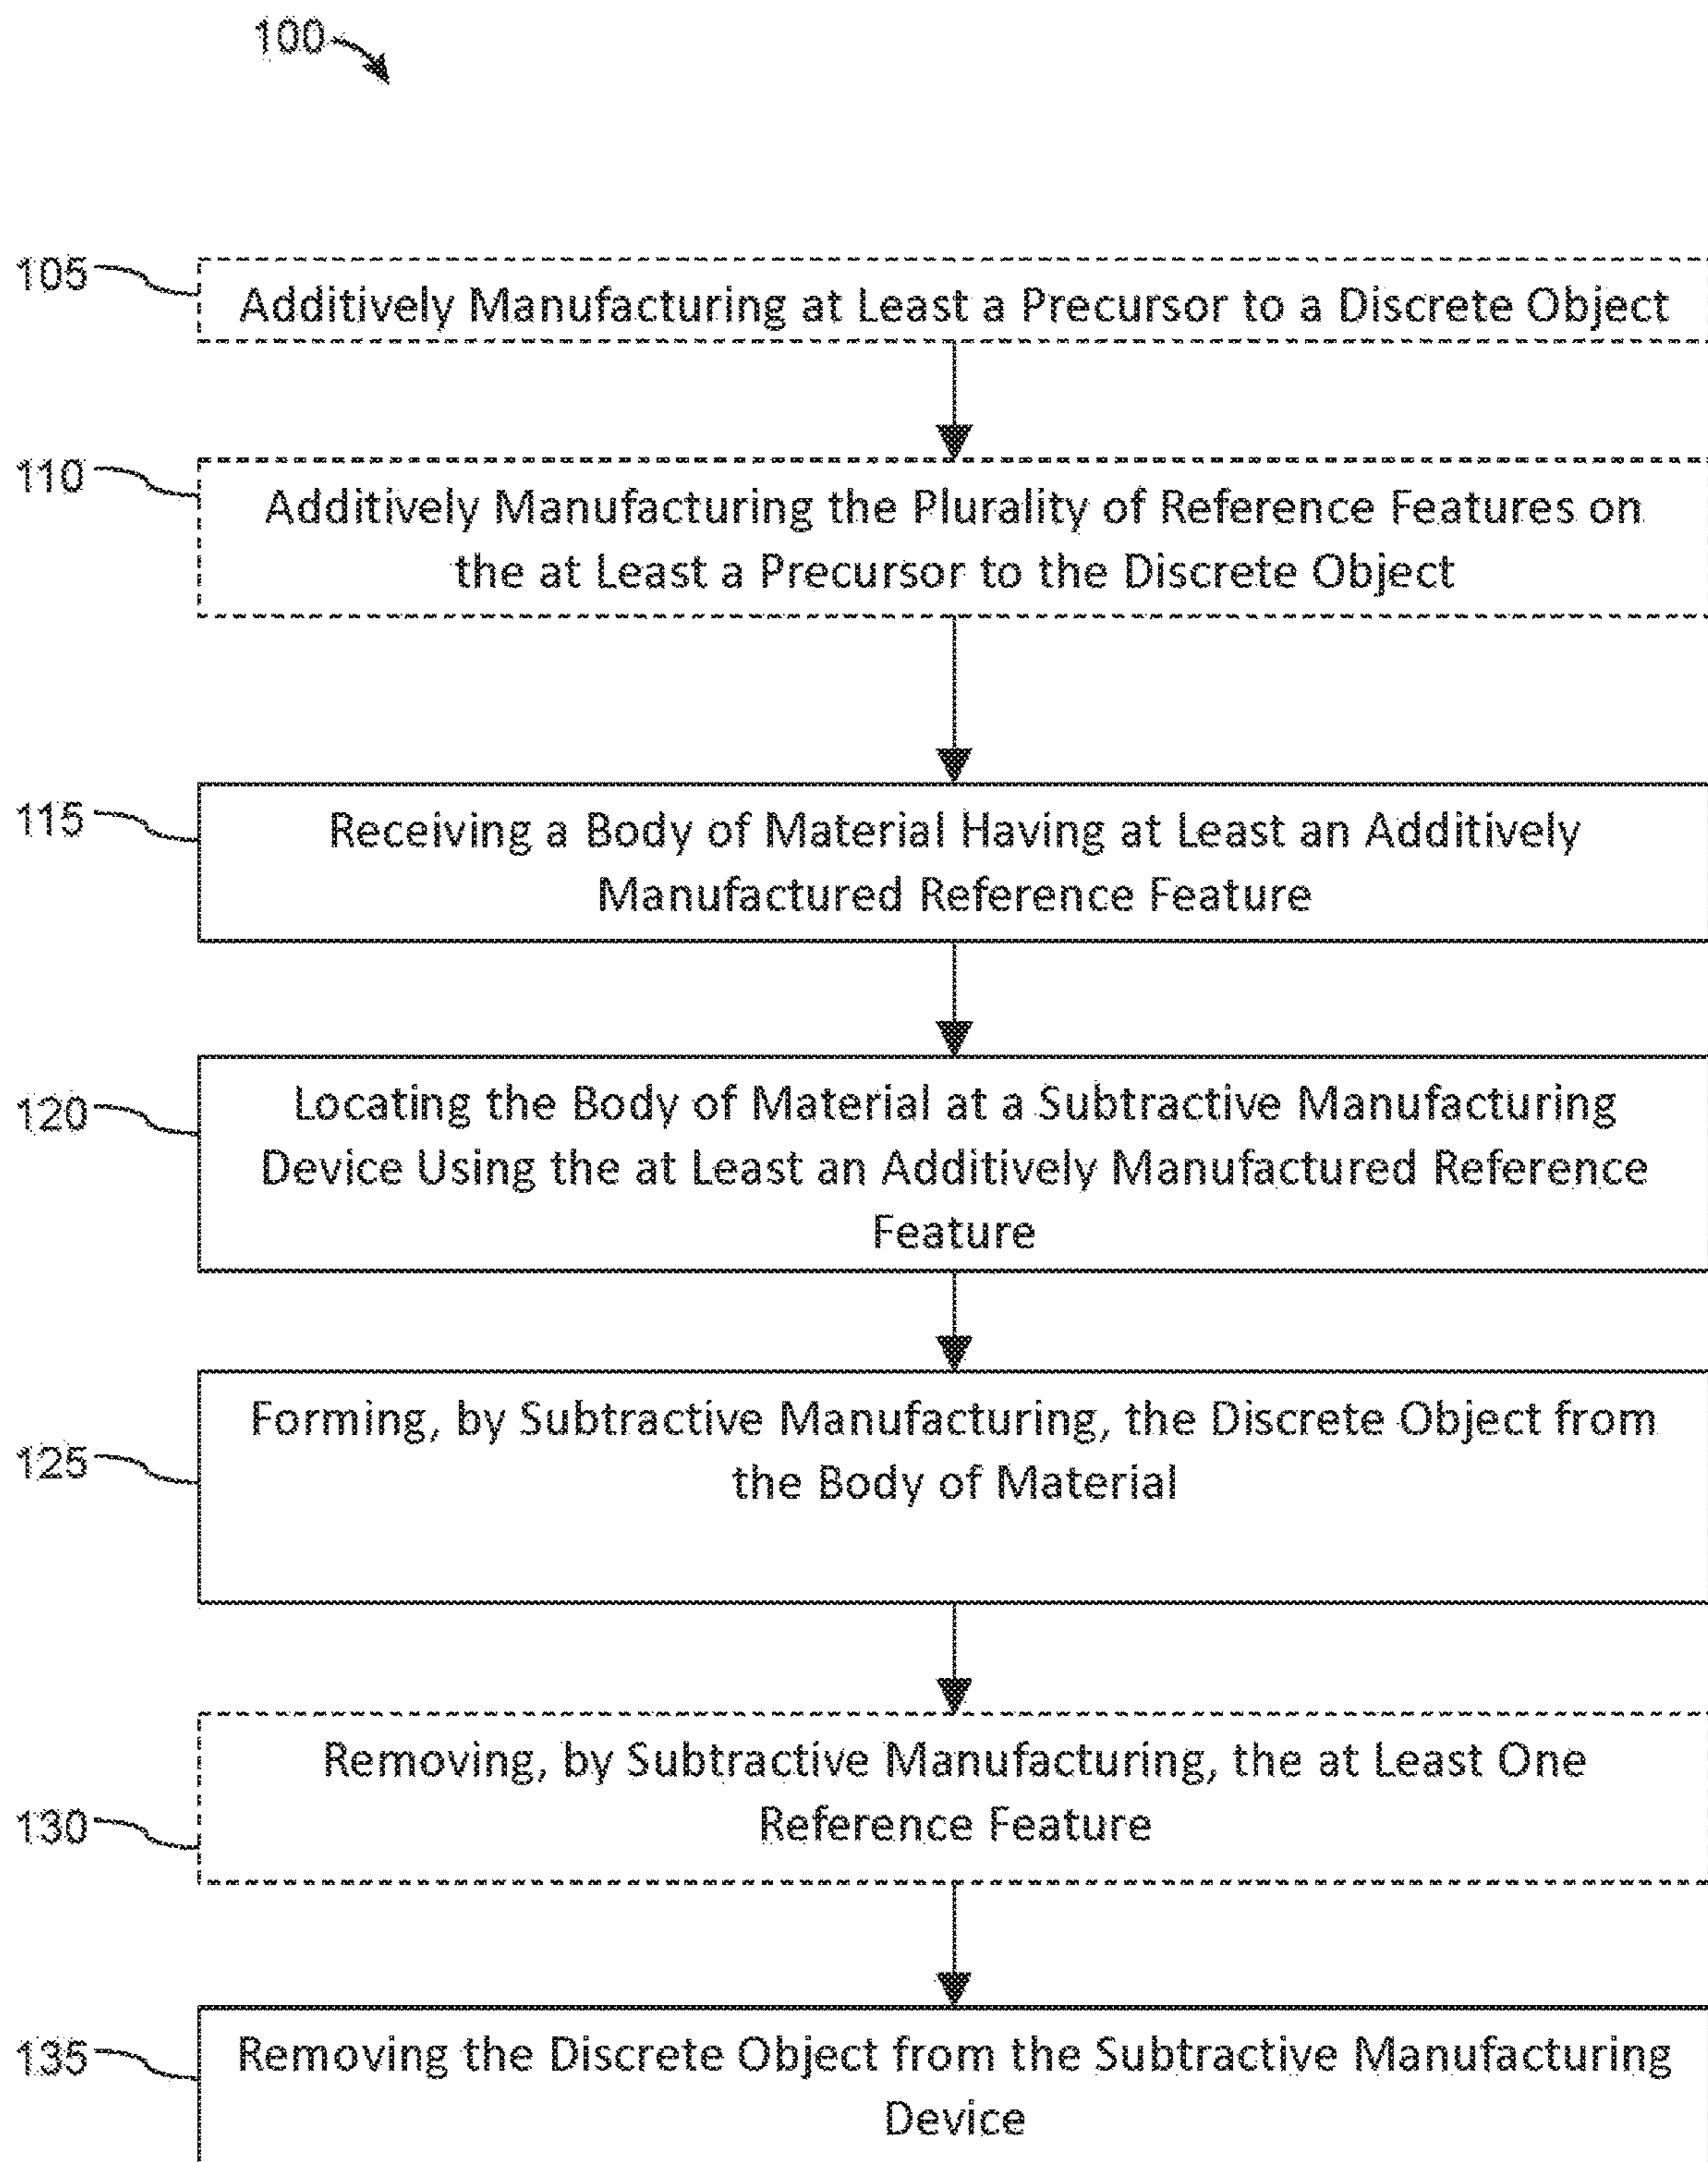 100
105
Additively Manufacturing at Least a Precursor to a Discrete Object
110
Additively Manufacturing the Plurality of Reference Features on
the at Least a Precursor to the Discrete Object
115
Receiving a Body of Material Having at Least an Additively
Manufactured Reference Feature
120
Locating the Body of Material at a Subtractive Manufacturing
Device Using the at Least an Additively Manufactured Reference
Feature
125
Forming, by Subtractive Manufacturing, the Discrete Object from
the Body of Material
130
Removing, by Subtractive Manufacturing, the at Least One
Reference Feature
135
Removing the Discrete Object from the Subtractive Manufacturing
Device